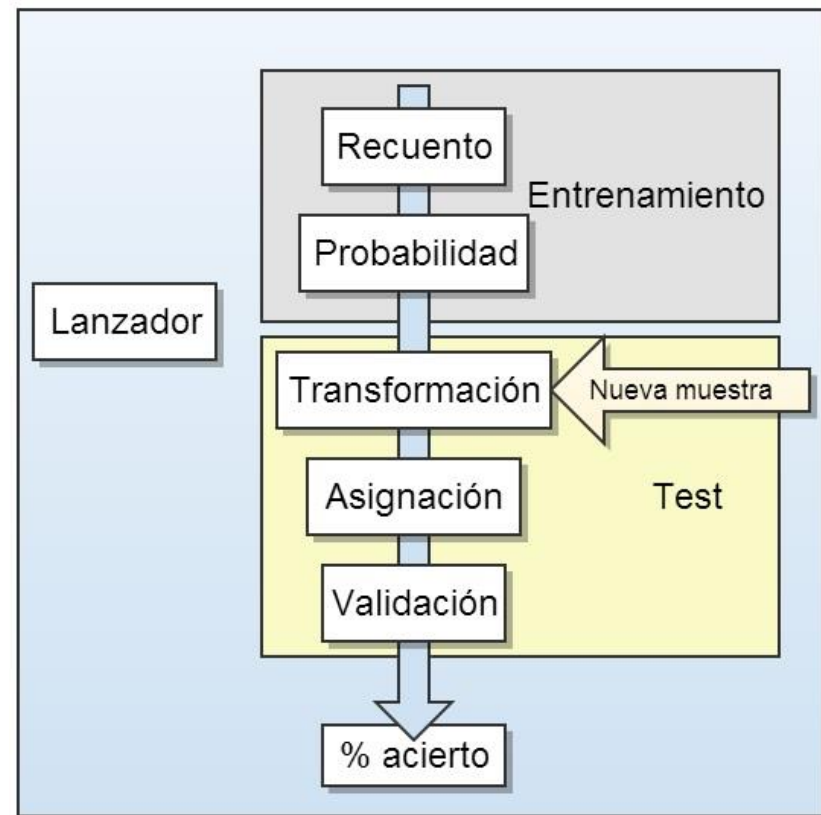 Recuento
Entrenamiento
Probabilidad
Lanzador
Transformación
Nueva muestra
Asignación
Test
Validación
% acierto